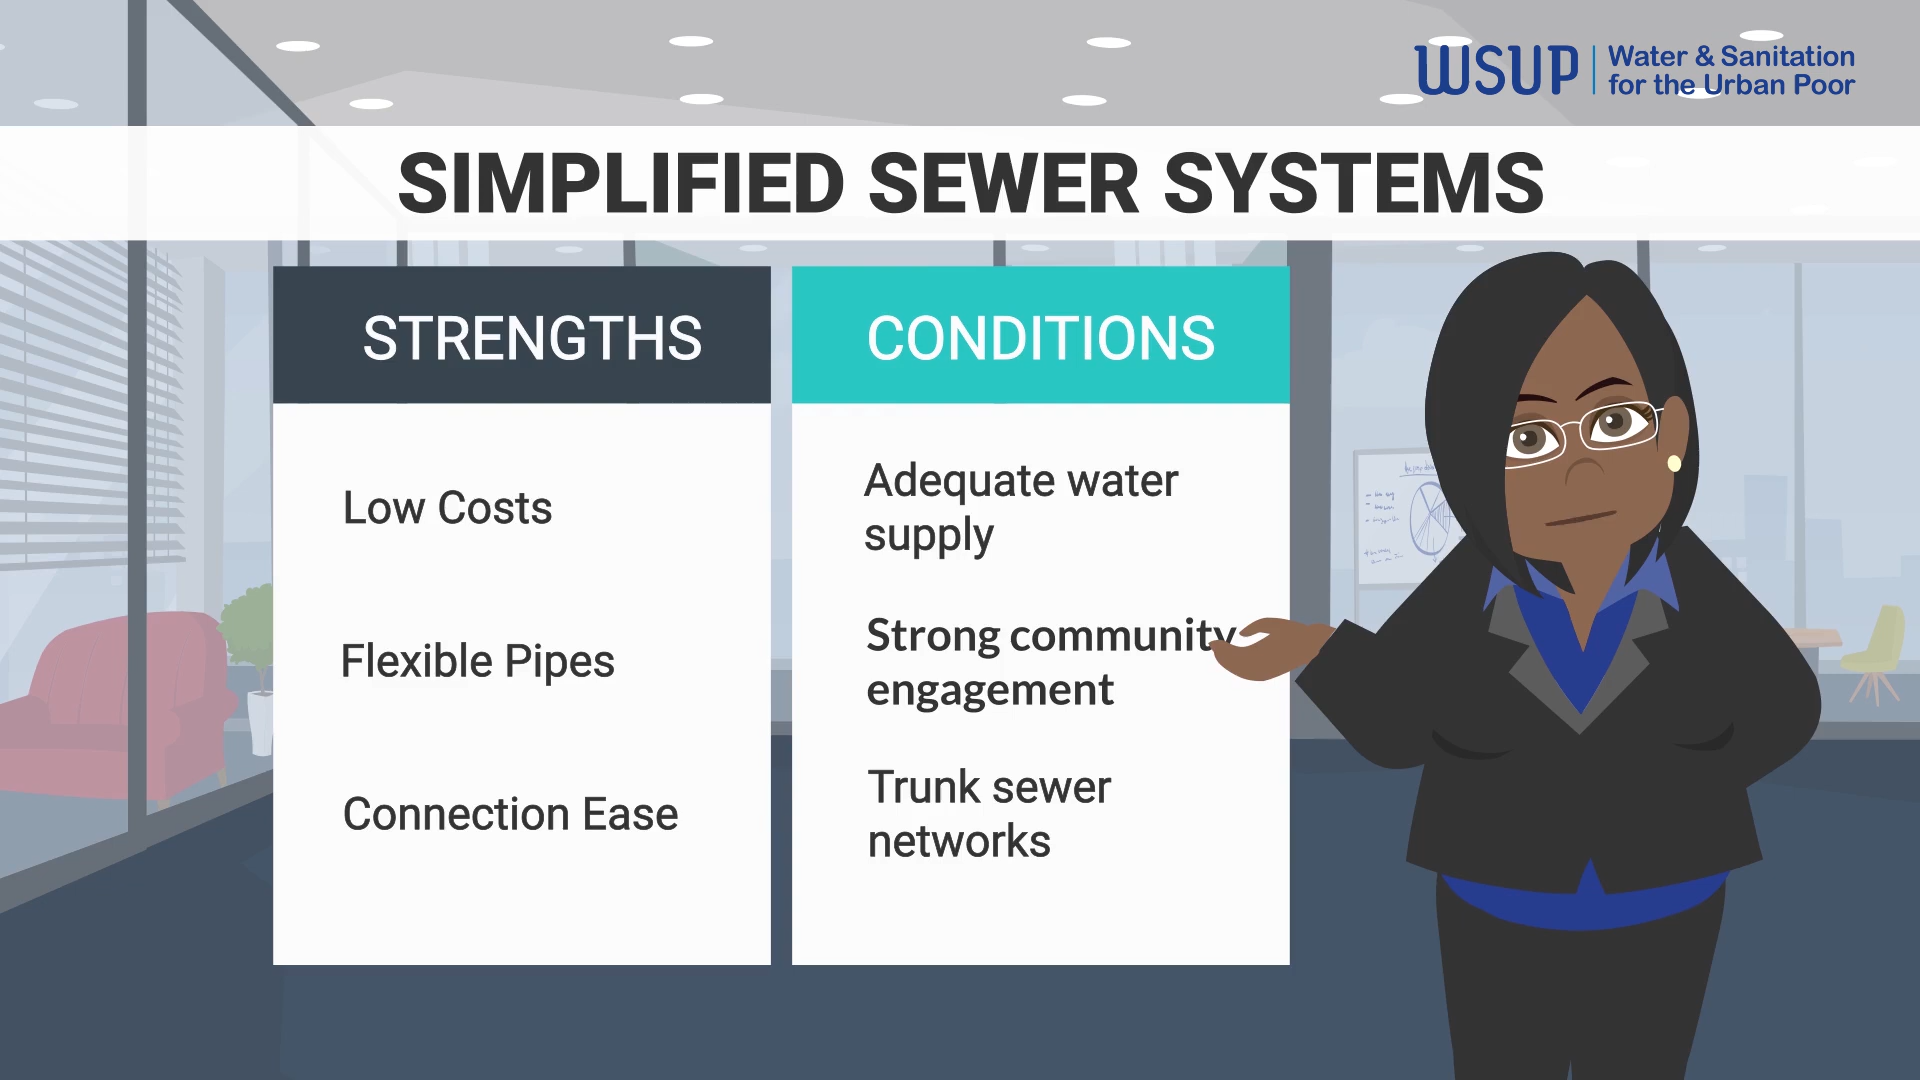 WSUP
Water & Sanitation
for the Urban Poor
SIMPLIFIED SEWER SYSTEMS
STRENGTHS
Low Costs
Flexible Pipes
Connection Ease
CONDITIONS
Adequate water
supply
Strong community
engagement
Trunk sewer
networks